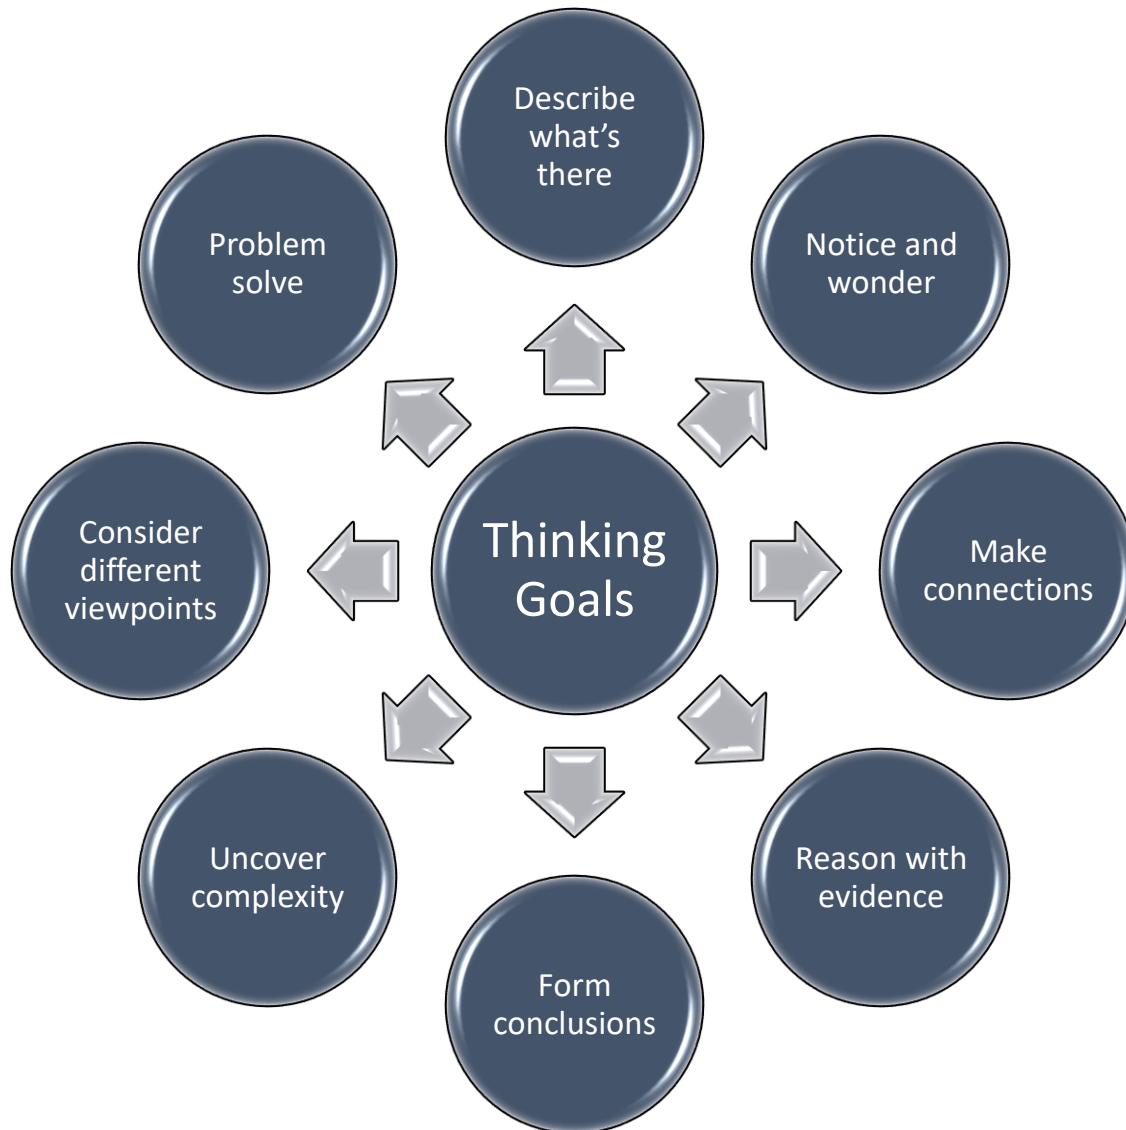 Describe
what’s
there
Notice and
wonder
Make
connections
Reason with
evidence
Form
conclusions
Uncover
complexity
Consider
different
viewpoints
Problem
solve
Thinking
Goals